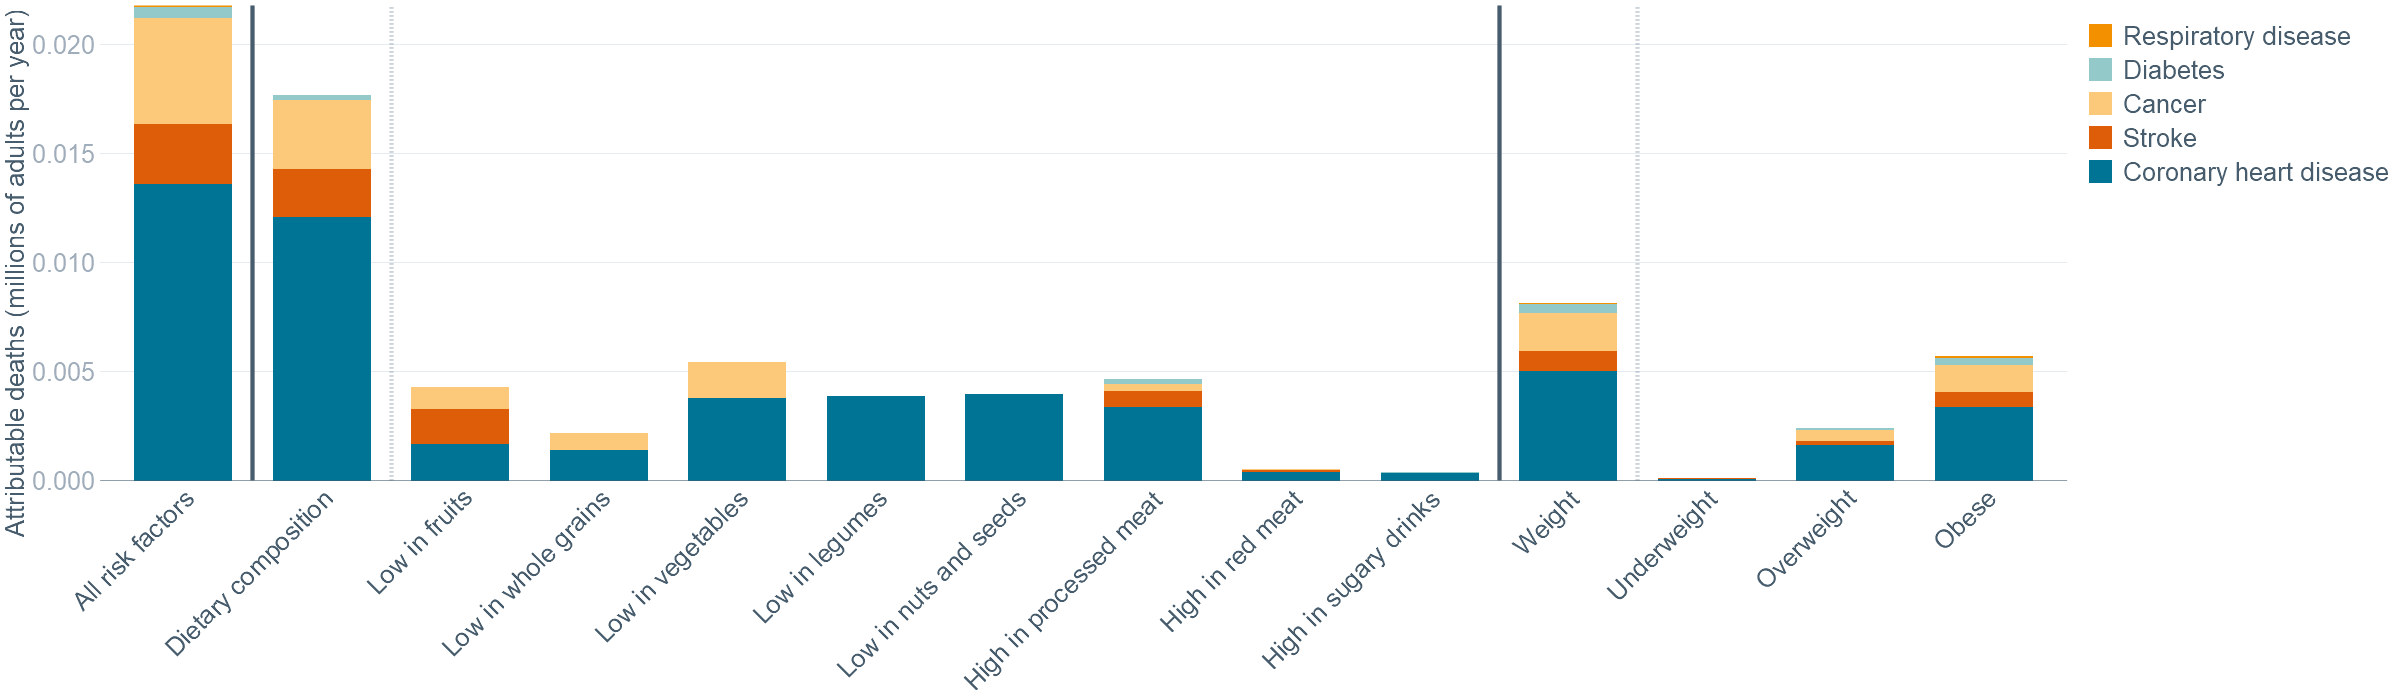 Attributable deaths (millions of adults per year)
0.020
0.015
0.010
0.005
0.000
All risk factors
Dietary composition
Low in fruits
Low in whole grains
Low in vegetables
Low in legumes
Low in nuts and seeds
High in processed meat
High in red meat
High in sugary drinks
Weight
Underweight
Overweight
Obese
Respiratory disease
Diabetes
Cancer
Stroke
Coronary heart disease